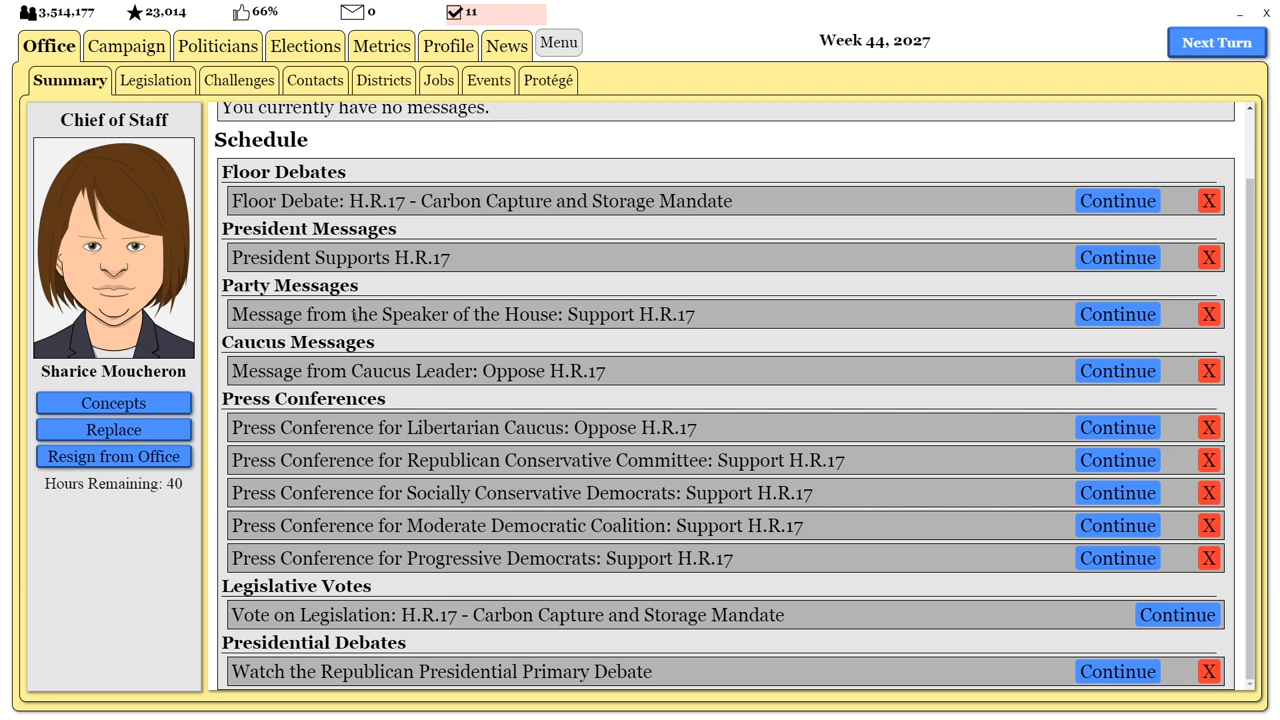 3,514,177 23,014 66% 0 11
_ X
Office Campaign Politicians Elections Metrics Profile News Menu
Week 44, 2027
Next Turn
Summary Legislation Challenges Contacts Districts Jobs Events Protégé
Chief of Staff
Sharice Moucheron
Concepts
Replace
Resign from Office
Hours Remaining: 40
You currently have no messages.
Schedule
Floor Debates
Floor Debate: H.R.17 - Carbon Capture and Storage Mandate Continue X
President Messages
President Supports H.R.17 Continue X
Party Messages
Message from the Speaker of the House: Support H.R.17 Continue X
Caucus Messages
Message from Caucus Leader: Oppose H.R.17 Continue X
Press Conferences
Press Conference for Libertarian Caucus: Oppose H.R.17 Continue X
Press Conference for Republican Conservative Committee: Support H.R.17 Continue X
Press Conference for Socially Conservative Democrats: Support H.R.17 Continue X
Press Conference for Moderate Democratic Coalition: Support H.R.17 Continue X
Press Conference for Progressive Democrats: Support H.R.17 Continue X
Legislative Votes
Vote on Legislation: H.R.17 - Carbon Capture and Storage Mandate Continue
Presidential Debates
Watch the Republican Presidential Primary Debate Continue X